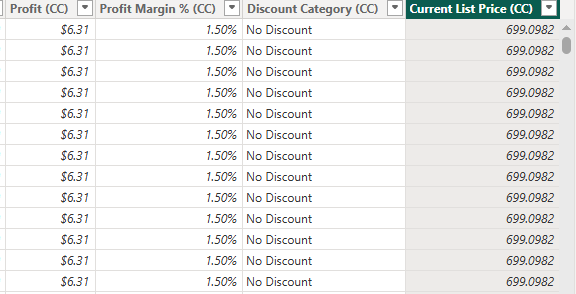 Profit (CC) Profit Margin % (CC) Discount Category (CC) Current List Price (CC)
$6.31 1.50% No Discount 699.0982
$6.31 1.50% No Discount 699.0982
$6.31 1.50% No Discount 699.0982
$6.31 1.50% No Discount 699.0982
$6.31 1.50% No Discount 699.0982
$6.31 1.50% No Discount 699.0982
$6.31 1.50% No Discount 699.0982
$6.31 1.50% No Discount 699.0982
$6.31 1.50% No Discount 699.0982
$6.31 1.50% No Discount 699.0982
$6.31 1.50% No Discount 699.0982
$6.31 1.50% No Discount 699.0982
$6.31 1.50% No Discount 699.0982